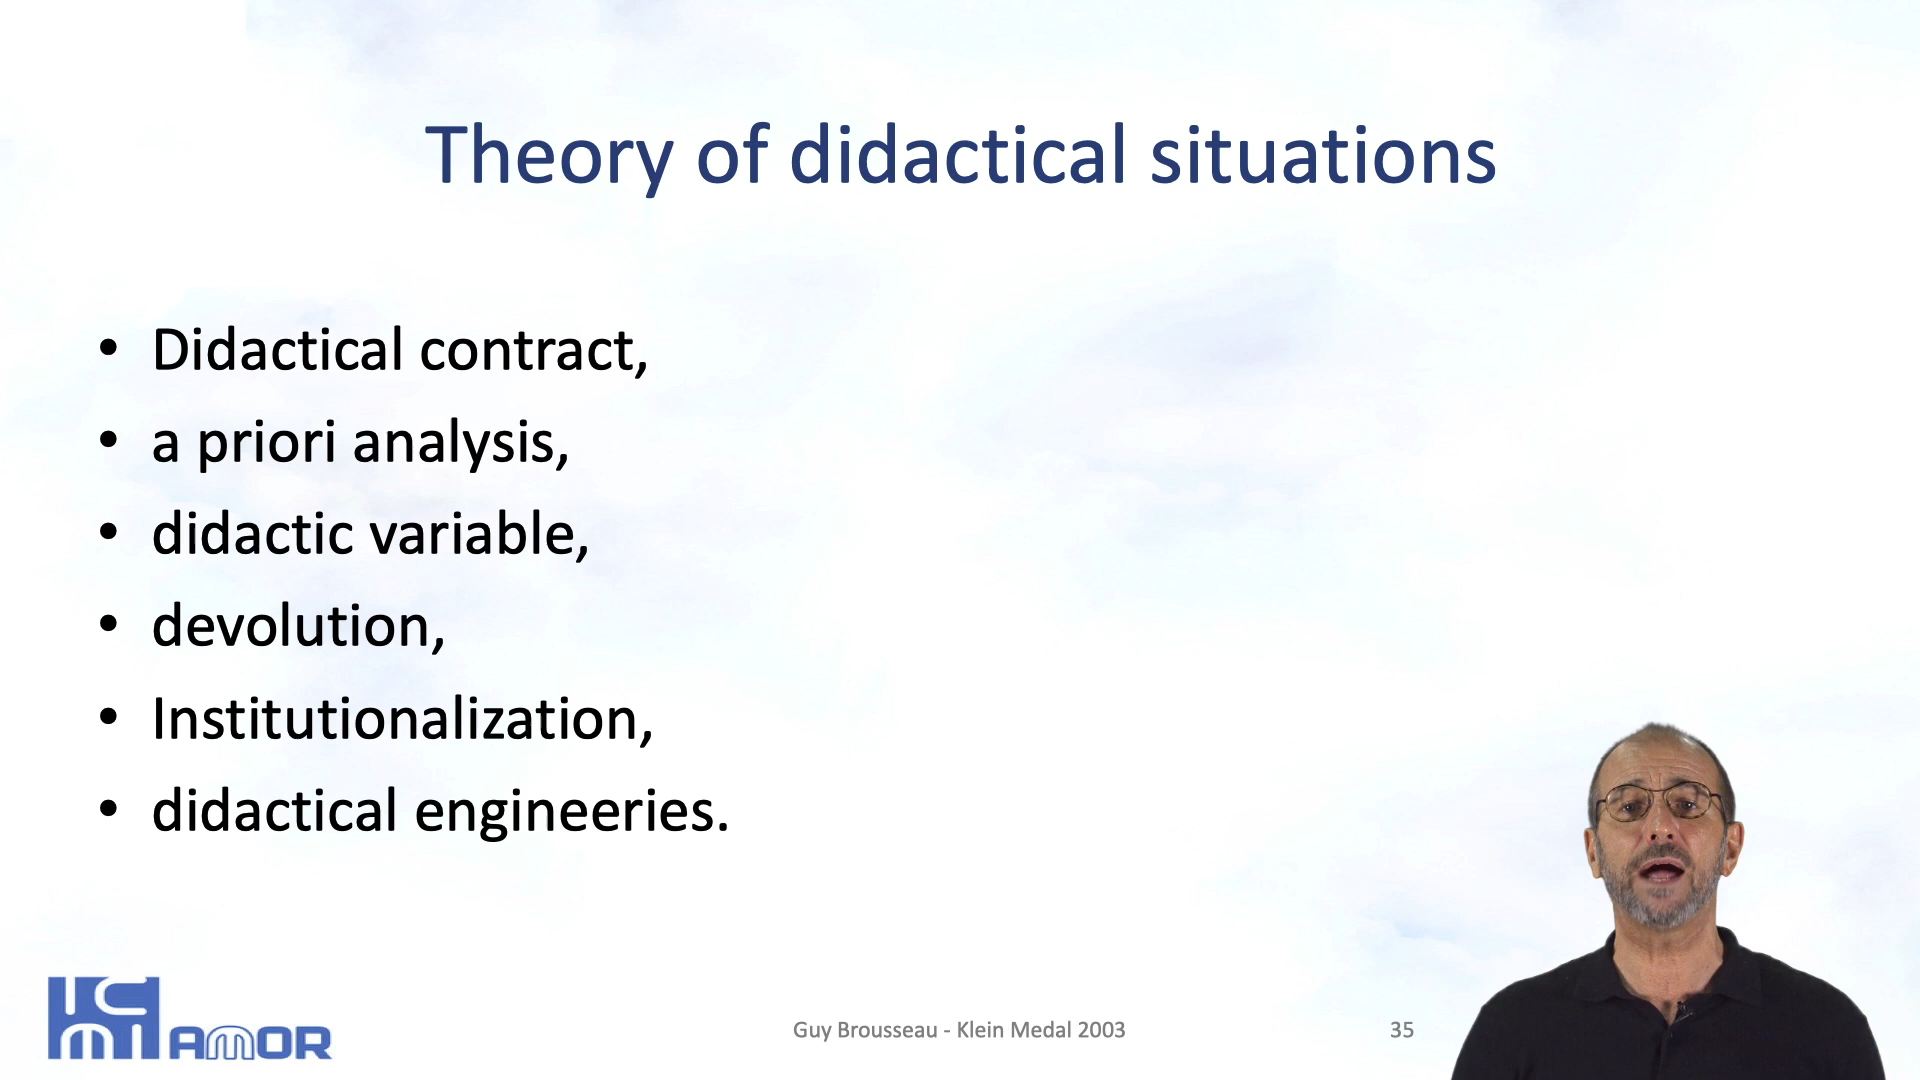 Theory of didactical situations
• Didactical contract,
• a priori analysis,
• didactic variable,
• devolution,
• Institutionalization,
• didactical engineeries.
ICMI AMOR
Guy Brousseau - Klein Medal 2003
35